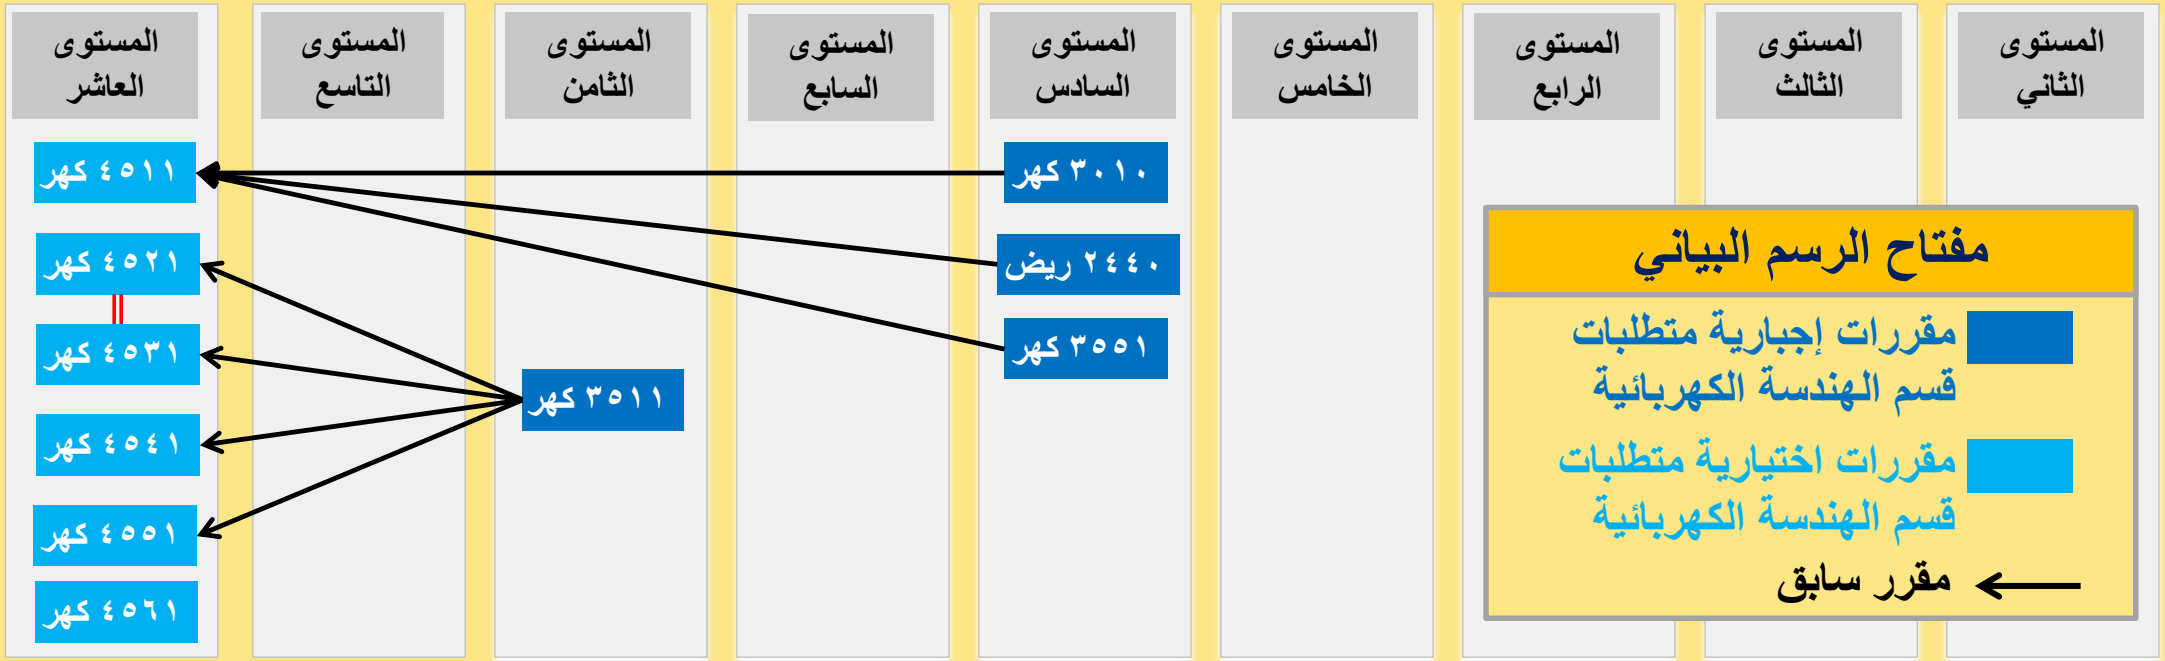 المستوى
الثاني
المستوى
الثالث
المستوى
الرابع
المستوى
الخامس
المستوى
السادس
المستوى
السابع
المستوى
الثامن
المستوى
التاسع
المستوى
العاشر
٣٠١٠ كهر
٢٤٤٠ ريض
٣٥٥١ كهر
٣٥١١ كهر
٤٥١١ كهر
٤٥٢١ كهر
٤٥٣١ كهر
٤٥٤١ كهر
٤٥٥١ كهر
٤٥٦١ كهر
مفتاح الرسم البياني
مقررات إجبارية متطلبات
قسم الهندسة الكهربائية
مقررات اختيارية متطلبات
قسم الهندسة الكهربائية
مقرر سابق